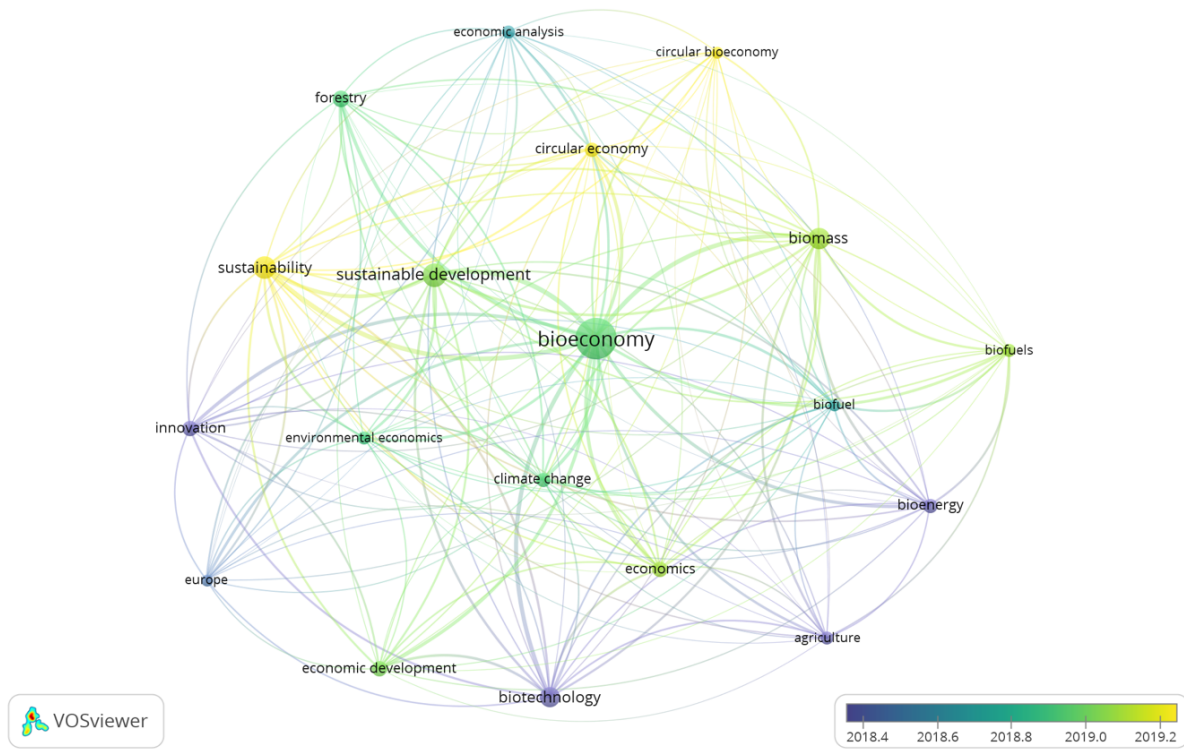 economic analysis
circular bioeconomy
forestry
circular economy
biomass
sustainability
sustainable development
bioeconomy
biofuels
biofuel
innovation
environmental economics
climate change
bioenergy
economics
europe
agriculture
economic development
biotechnology
VOSviewer
2018.4 2018.6 2018.8 2019.0 2019.2